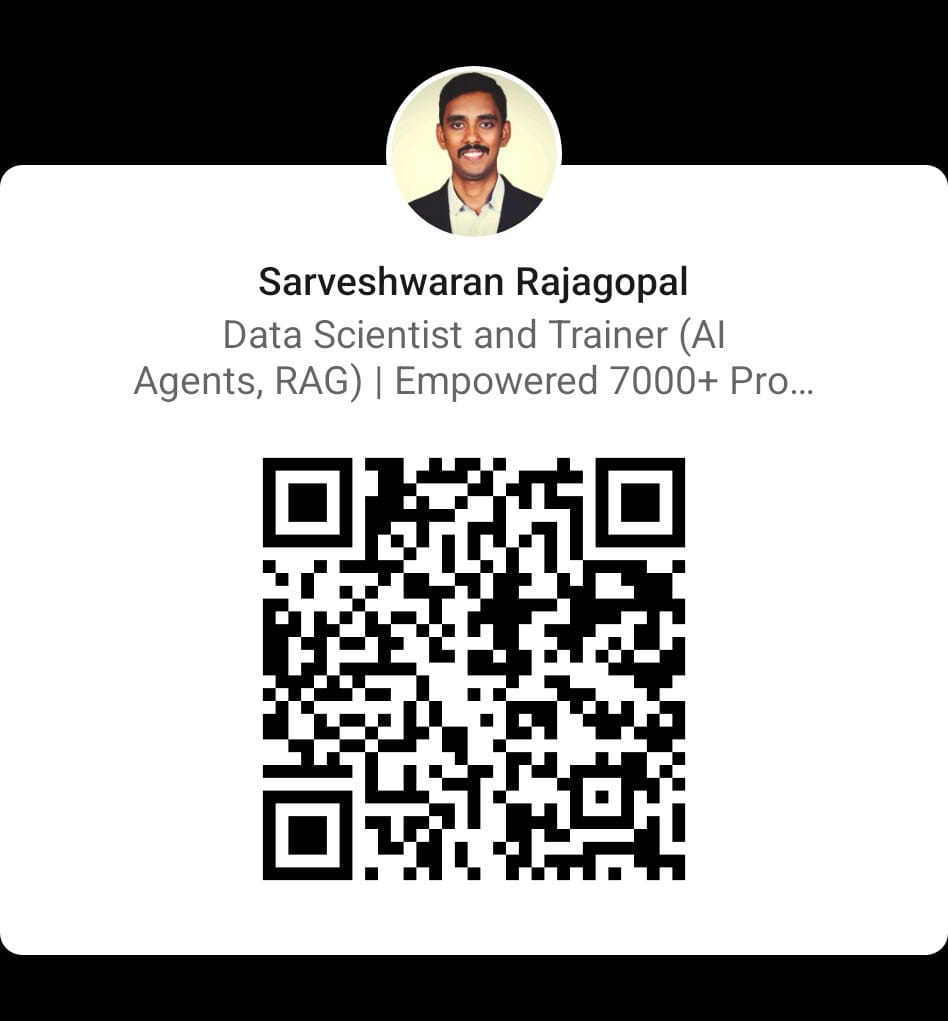 Sarveshwaran Rajagopal
Data Scientist and Trainer (AI
Agents, RAG) | Empowered 7000+ Pro...